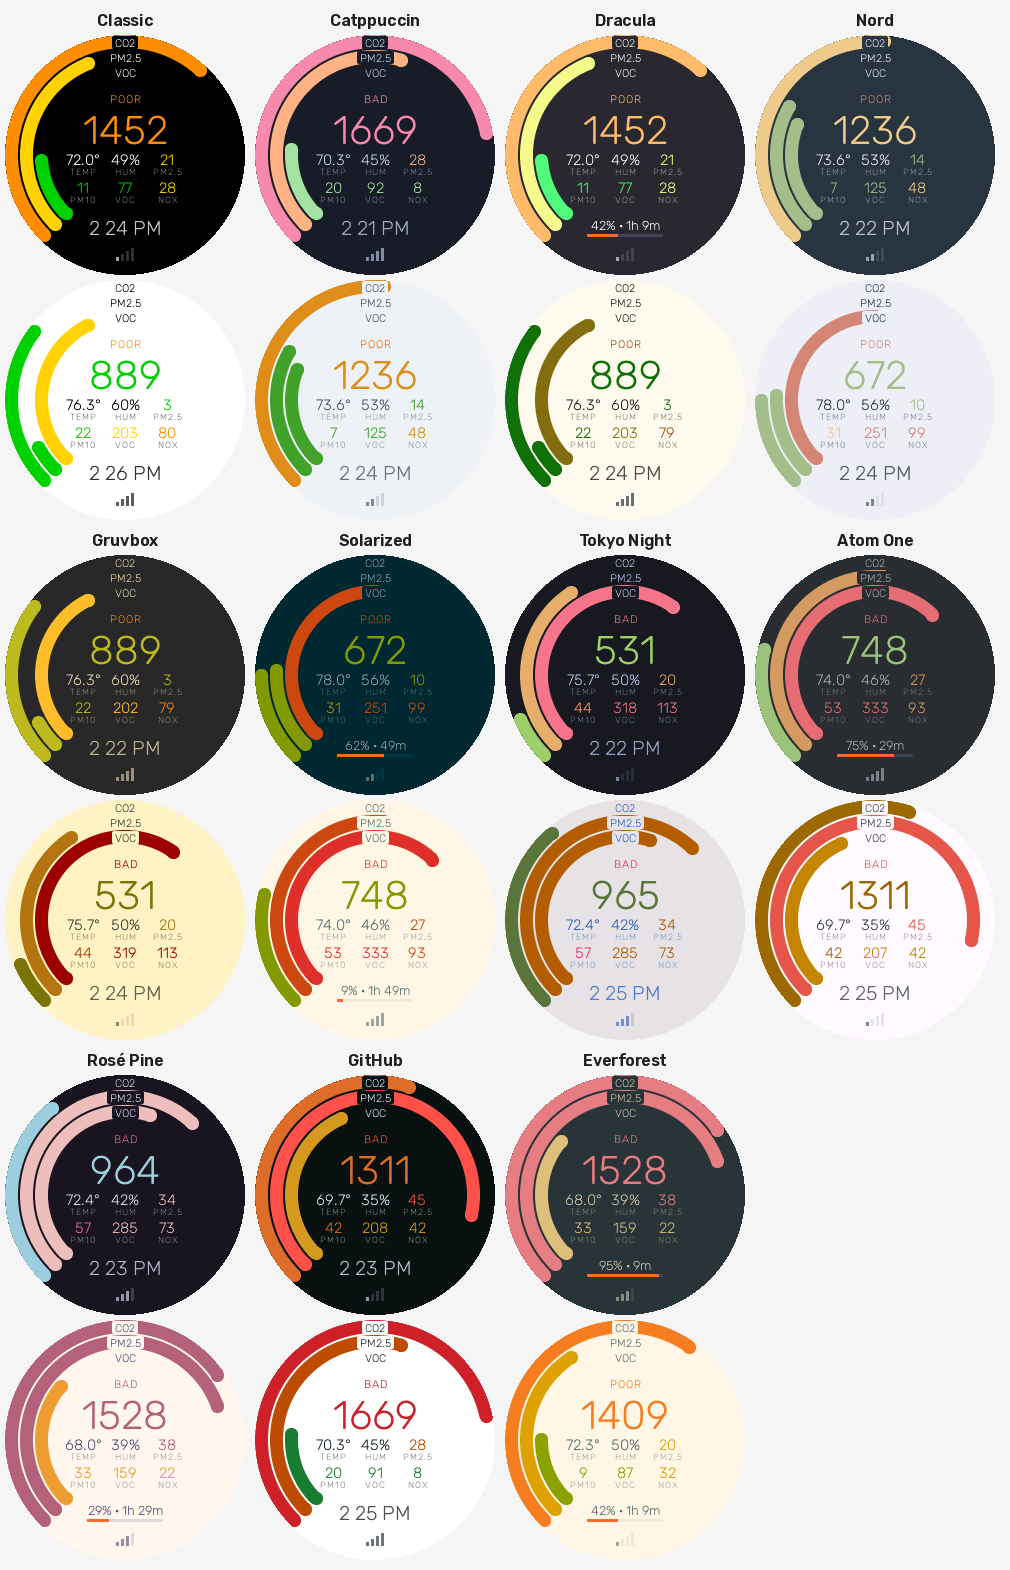 Classic
CO2
PM2.5
VOC
POOR
1452
72.0° 49% 21
TEMP HUM PM2.5
11 77 28
PM10 VOC NOX
2 24 PM
Catppuccin
CO2
PM2.5
VOC
BAD
1669
70.3° 45% 28
TEMP HUM PM2.5
20 92 8
PM10 VOC NOX
2 21 PM
Dracula
CO2
PM2.5
VOC
POOR
1452
72.0° 49% 21
TEMP HUM PM2.5
11 77 28
PM10 VOC NOX
42% • 1h 9m
Nord
CO2
PM2.5
VOC
POOR
1236
73.6° 53% 14
TEMP HUM PM2.5
7 125 48
PM10 VOC NOX
2 22 PM
CO2
PM2.5
VOC
POOR
889
76.3° 60% 3
TEMP HUM PM2.5
22 203 80
PM10 VOC NOX
2 26 PM
CO2
PM2.5
VOC
POOR
1236
73.6° 53% 14
TEMP HUM PM2.5
7 125 48
PM10 VOC NOX
2 24 PM
CO2
PM2.5
VOC
POOR
889
76.3° 60% 3
TEMP HUM PM2.5
22 203 79
PM10 VOC NOX
2 24 PM
CO2
PM2.5
VOC
POOR
672
78.0° 56% 10
TEMP HUM PM2.5
31 251 99
PM10 VOC NOX
2 24 PM
Gruvbox
CO2
PM2.5
VOC
POOR
889
76.3° 60% 3
TEMP HUM PM2.5
22 202 79
PM10 VOC NOX
2 22 PM
Solarized
CO2
PM2.5
VOC
POOR
672
78.0° 56% 10
TEMP HUM PM2.5
31 251 99
PM10 VOC NOX
62% • 49m
Tokyo Night
CO2
PM2.5
VOC
BAD
531
75.7° 50% 20
TEMP HUM PM2.5
44 318 113
PM10 VOC NOX
2 22 PM
Atom One
CO2
PM2.5
VOC
BAD
748
74.0° 46% 27
TEMP HUM PM2.5
53 333 93
PM10 VOC NOX
75% • 29m
CO2
PM2.5
VOC
BAD
531
75.7° 50% 20
TEMP HUM PM2.5
44 319 113
PM10 VOC NOX
2 24 PM
CO2
PM2.5
VOC
BAD
748
74.0° 46% 27
TEMP HUM PM2.5
53 333 93
PM10 VOC NOX
9% • 1h 49m
CO2
PM2.5
VOC
BAD
965
72.4° 42% 34
TEMP HUM PM2.5
57 285 73
PM10 VOC NOX
2 25 PM
CO2
PM2.5
VOC
BAD
1311
69.7° 35% 45
TEMP HUM PM2.5
42 207 42
PM10 VOC NOX
2 25 PM
Rosé Pine
CO2
PM2.5
VOC
BAD
964
72.4° 42% 34
TEMP HUM PM2.5
57 285 73
PM10 VOC NOX
2 23 PM
GitHub
CO2
PM2.5
VOC
BAD
1311
69.7° 35% 45
TEMP HUM PM2.5
42 208 42
PM10 VOC NOX
2 23 PM
Everforest
CO2
PM2.5
VOC
BAD
1528
68.0° 39% 38
TEMP HUM PM2.5
33 159 22
PM10 VOC NOX
95% • 9m
CO2
PM2.5
VOC
BAD
1528
68.0° 39% 38
TEMP HUM PM2.5
33 159 22
PM10 VOC NOX
29% • 1h 29m
CO2
PM2.5
VOC
BAD
1669
70.3° 45% 28
TEMP HUM PM2.5
20 91 8
PM10 VOC NOX
2 25 PM
CO2
PM2.5
VOC
POOR
1409
72.3° 50% 20
TEMP HUM PM2.5
9 87 32
PM10 VOC NOX
42% • 1h 9m